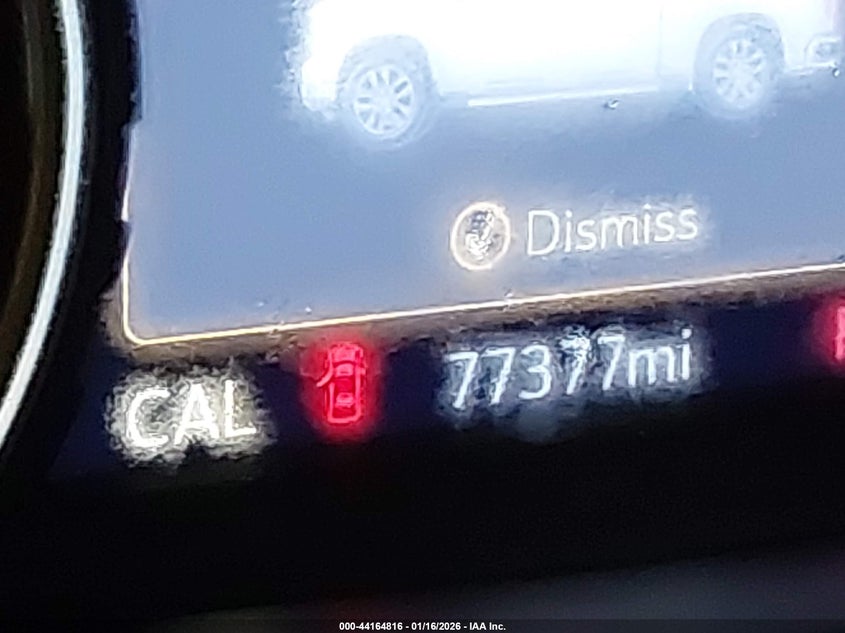 Dismiss
CAL 77377mi
000-44164816 - 01/16/2026 - IAA Inc.